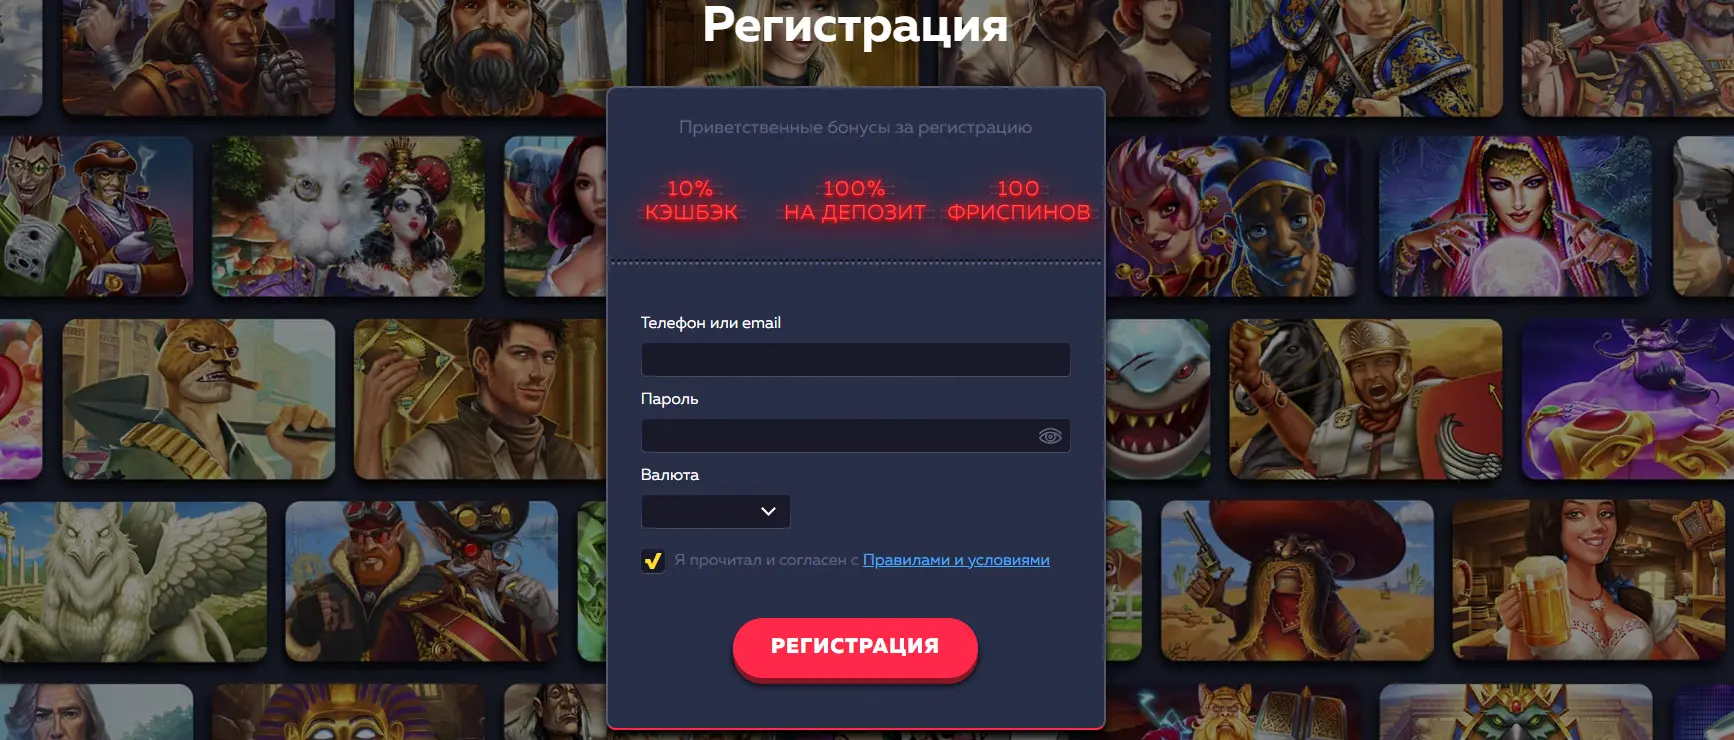 Регистрация
Приветственные бонусы за регистрацию
10% КЭШБЭК
100% НА ДЕПОЗИТ
100 ФРИСПИНОВ
Телефон или email
Пароль
Валюта
Я прочитал и согласен с Правилами и условиями
РЕГИСТРАЦИЯ